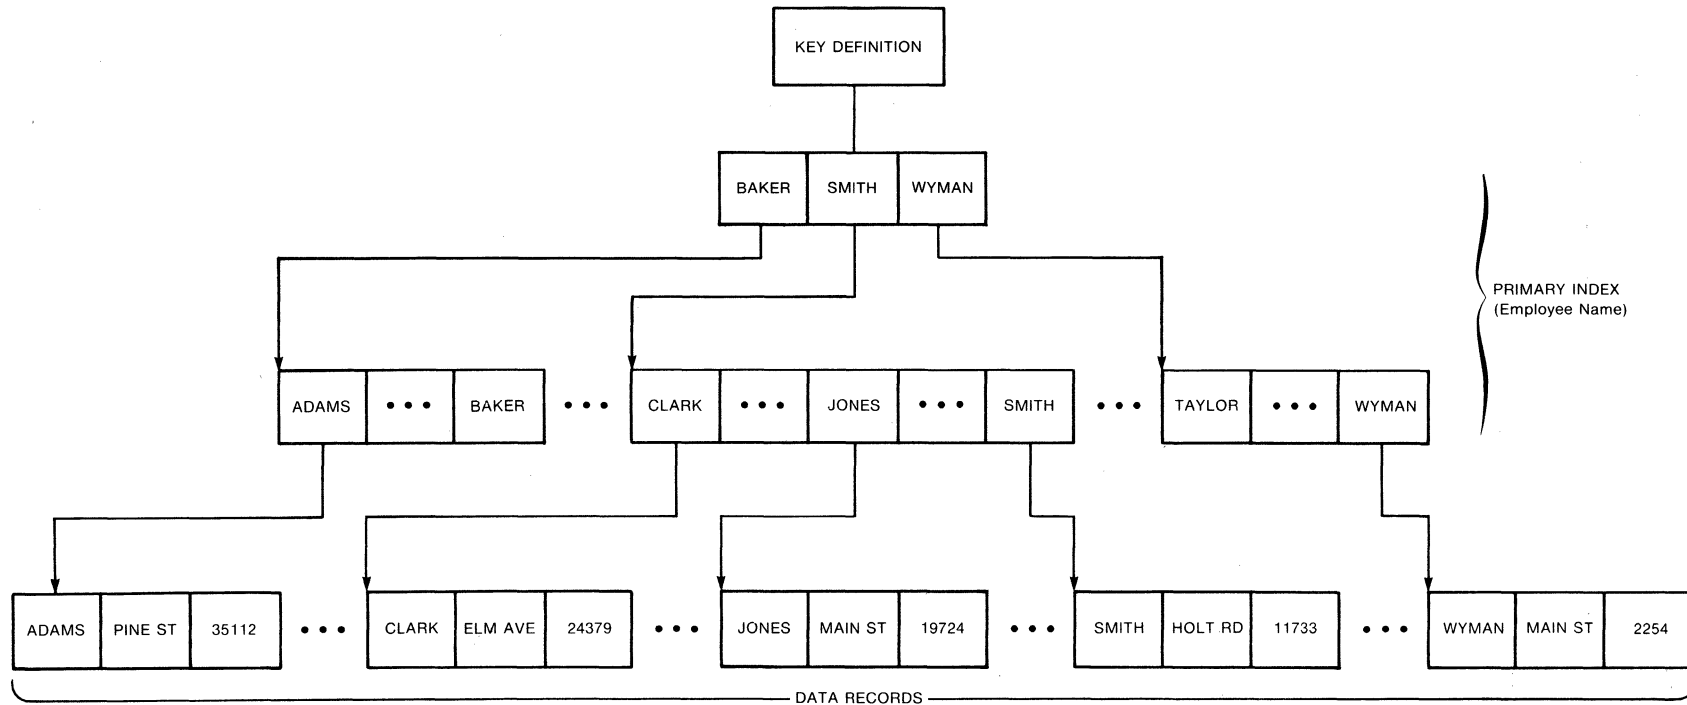 KEY DEFINITION
BAKER SMITH WYMAN
PRIMARY INDEX
(Employee Name)
ADAMS ••• BAKER ••• CLARK ••• JONES ••• SMITH ••• TAYLOR ••• WYMAN
ADAMS PINE ST 35112 ••• CLARK ELM AVE 24379 ••• JONES MAIN ST 19724 ••• SMITH HOLT RD 11733 ••• WYMAN MAIN ST 2254
DATA RECORDS